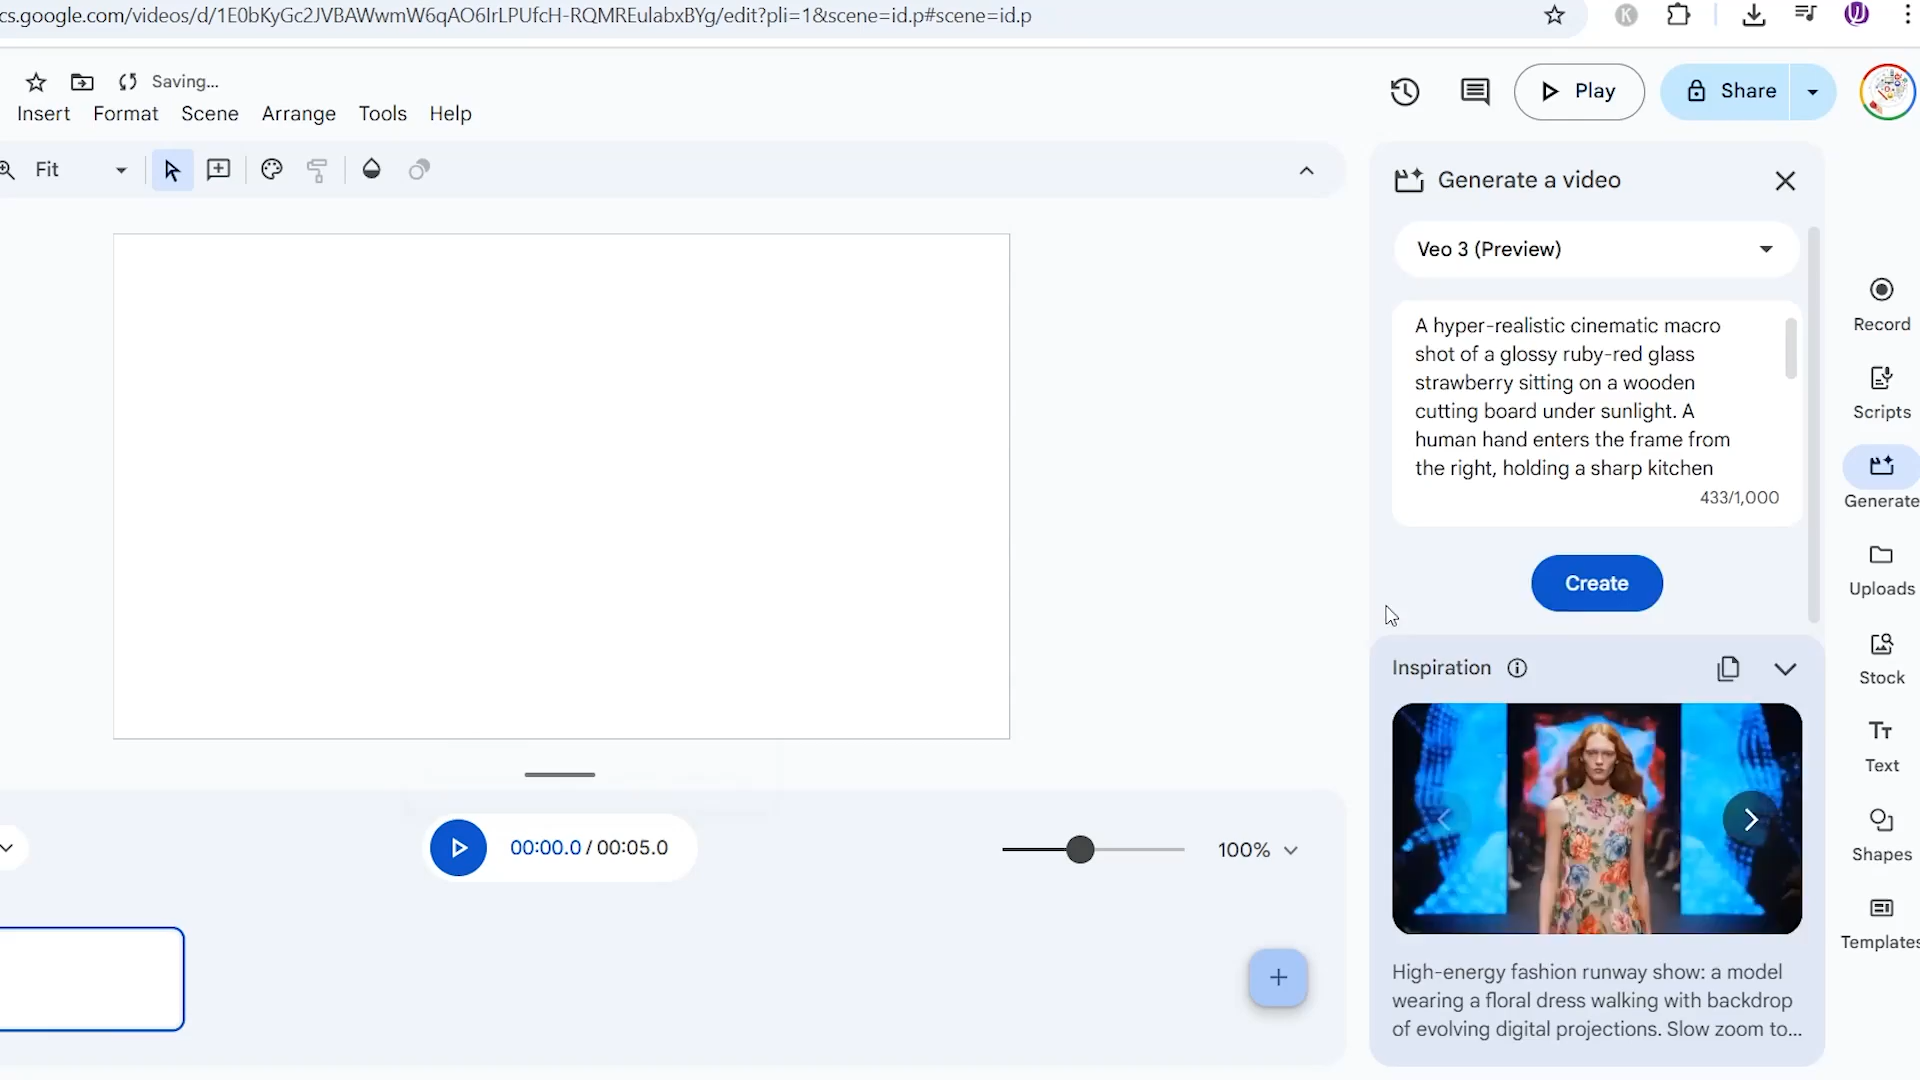 cs.google.com/videos/d/1E0bKyGc2JVBAWwmW6qAO6IrLPUfcH-RQMREulabxBYg/edit?pli=1&scene=id.p#scene=id.p
K
Saving...
Insert Format Scene Arrange Tools Help
Play
Share
Fit
Generate a video
Veo 3 (Preview)
A hyper-realistic cinematic macro
shot of a glossy ruby-red glass
strawberry sitting on a wooden
cutting board under sunlight. A
human hand enters the frame from
the right, holding a sharp kitchen
433/1,000
Create
Inspiration
High-energy fashion runway show: a model
wearing a floral dress walking with backdrop
of evolving digital projections. Slow zoom to...
Record
Scripts
Generate
Uploads
Stock
Text
Shapes
Templates
00:00.0 / 00:05.0
100%